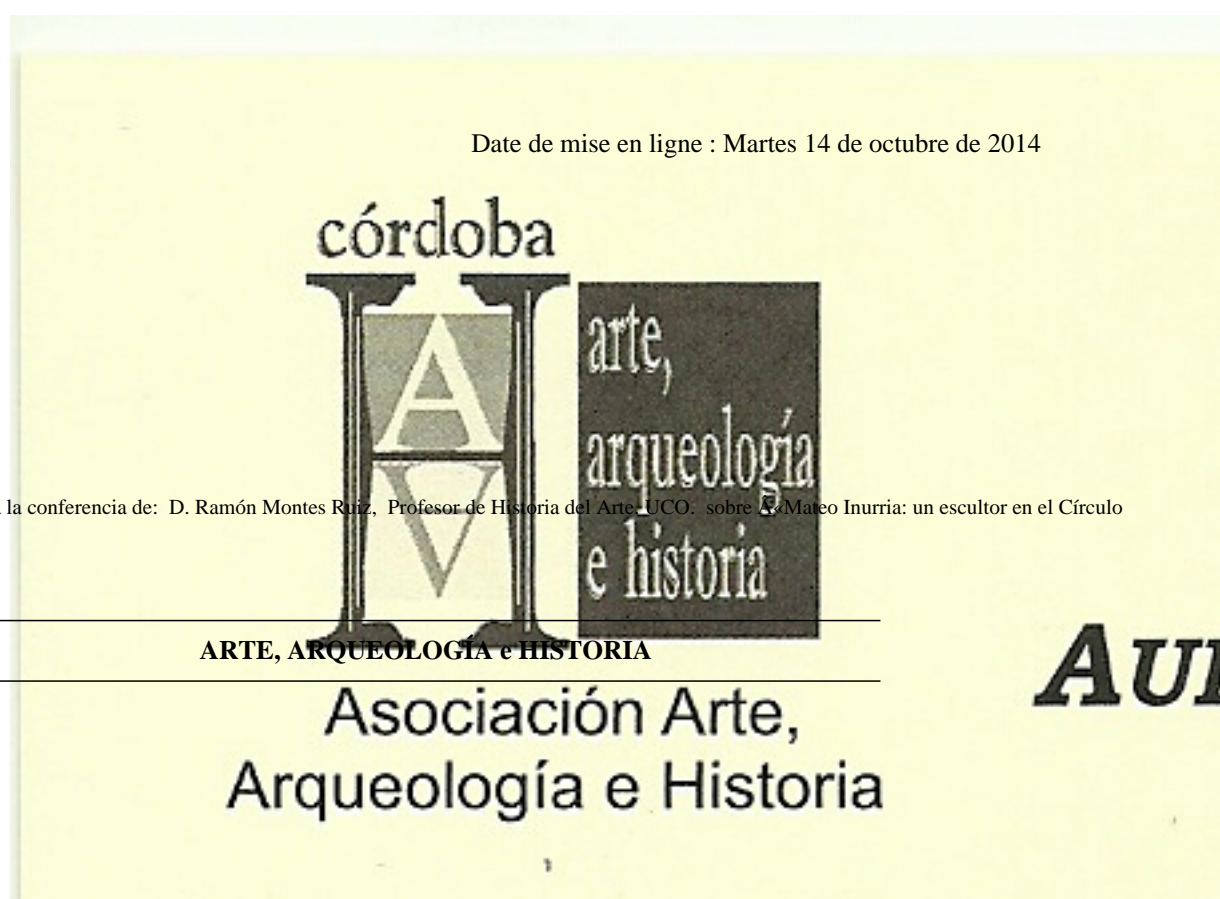 Date de mise en ligne : Martes 14 de octubre de 2014
córdoba
arte,
arqueología
e historia
la conferencia de: D. Ramón Montes Ruiz, Profesor de Historia del Arte. UCO. sobre Â«Mateo Inurria: un escultor en el Círculo
ARTE, ARQUEOLOGÍA e HISTORIA
Asociación Arte,
Arqueología e Historia